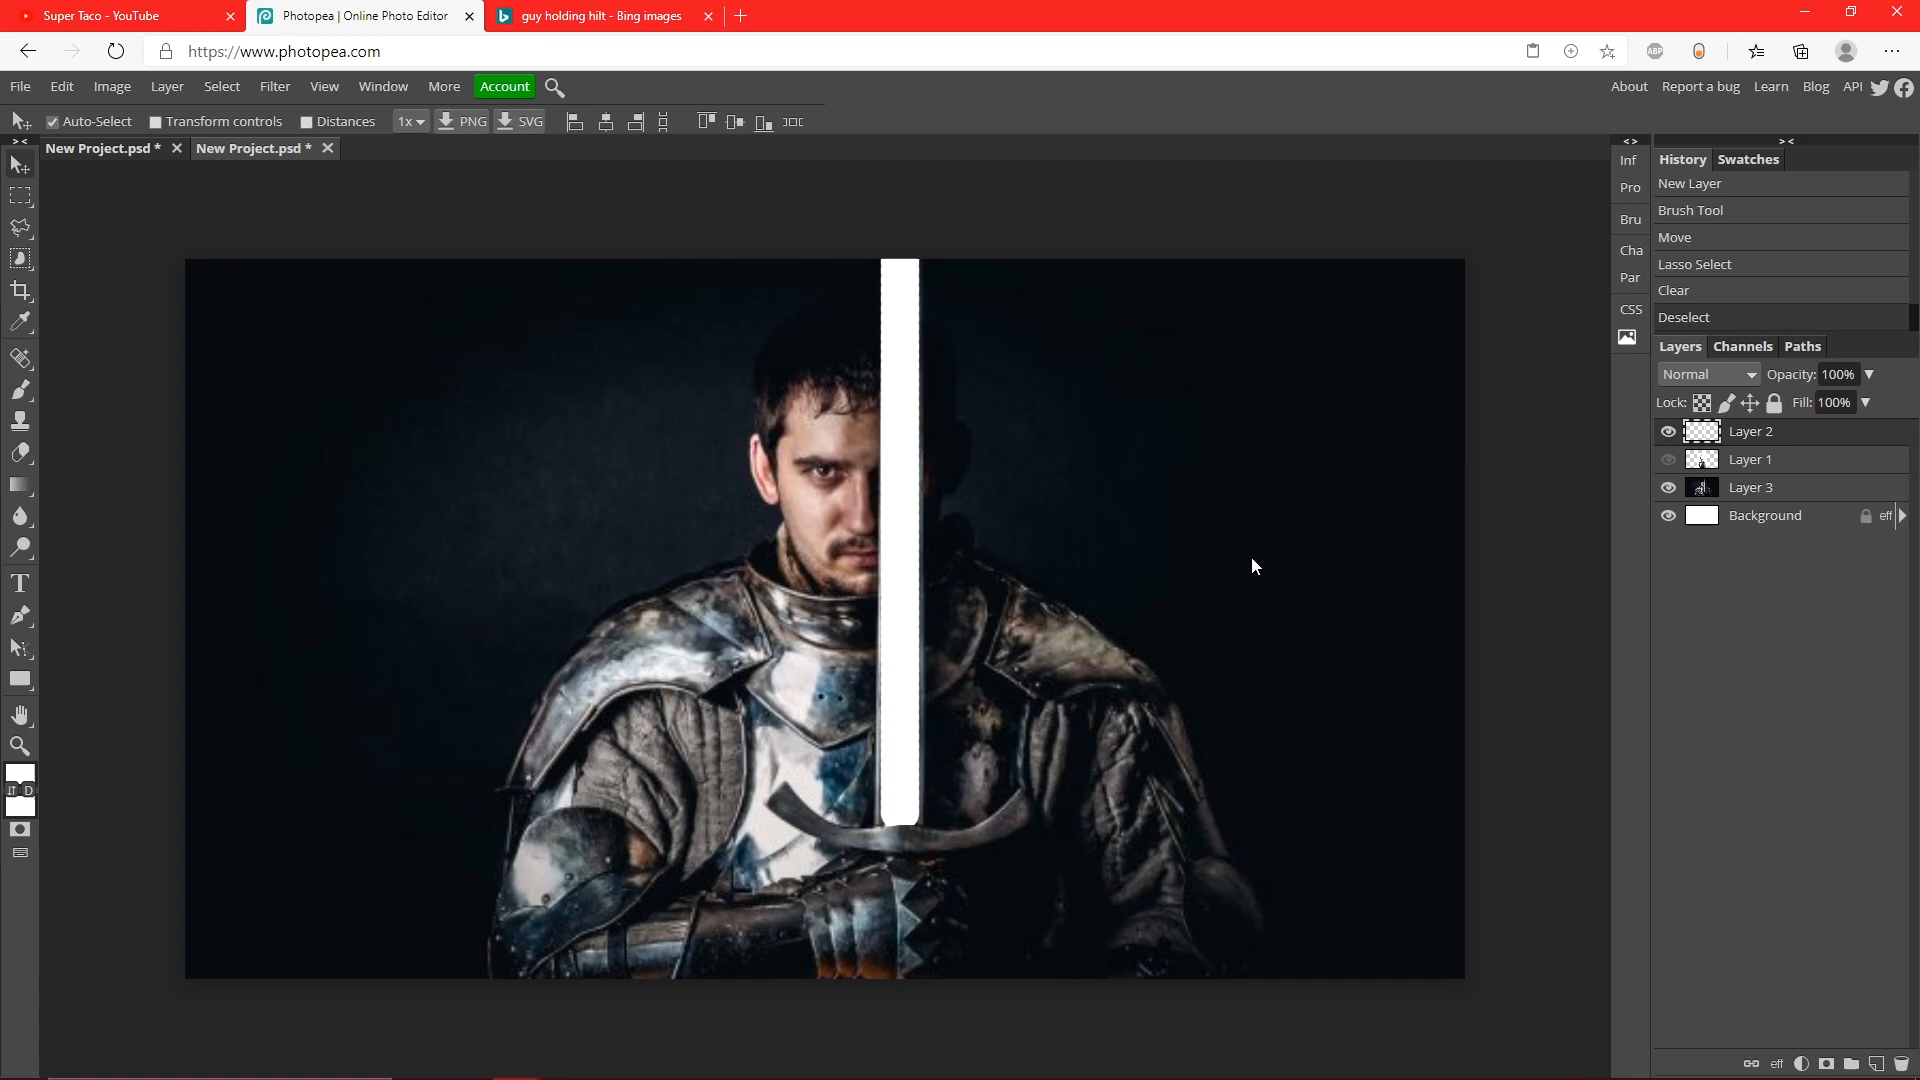 Super Taco - YouTube
Photopea | Online Photo Editor
guy holding hilt - Bing images
https://www.photopea.com
ABP
File Edit Image Layer Select Filter View Window More Account
About Report a bug Learn Blog API
Auto-Select Transform controls Distances 1x PNG SVG
New Project.psd * New Project.psd *
Inf
Pro
Bru
Cha
Par
CSS
History Swatches
New Layer
Brush Tool
Move
Lasso Select
Clear
Deselect
Layers Channels Paths
Normal Opacity: 100%
Lock: Fill: 100%
Layer 2
Layer 1
Layer 3
Background eff
T
D
eff